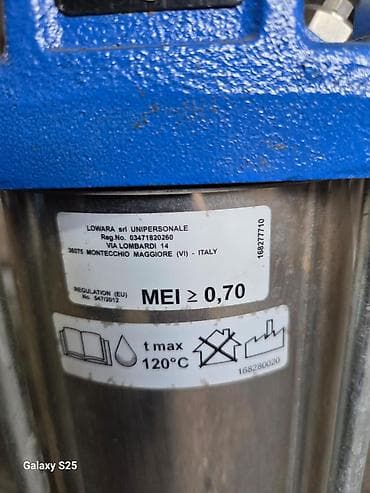 LOWARA srl UNIPERSONALE
Reg.No. 03471820260
VIA LOMBARDI 14
36075 MONTECCHIO MAGGIORE (VI) - ITALY
168277710
REGULATION (EU)
No. 547/2012
MEI ≥ 0,70
t max
120°C
168280020
Galaxy S25